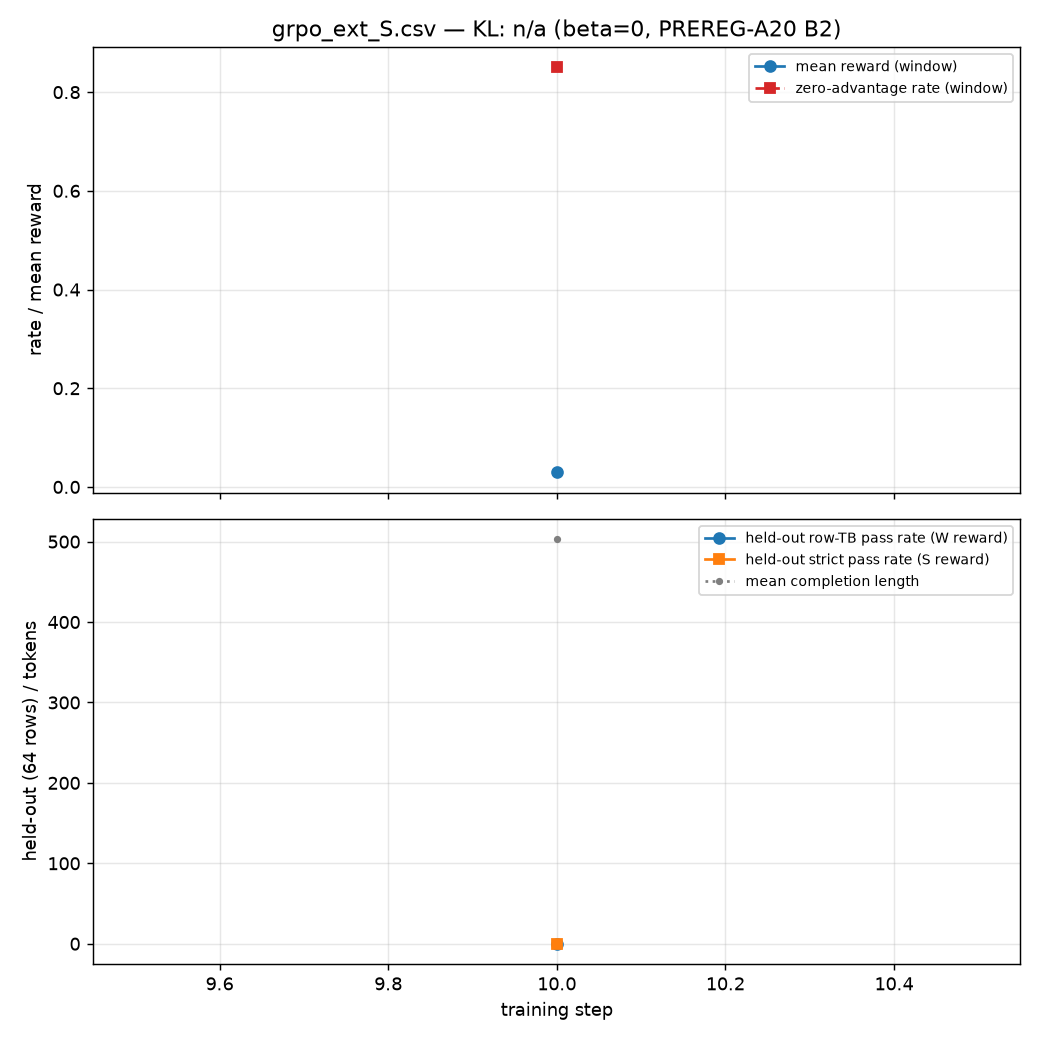 grpo_ext_S.csv — KL: n/a (beta=0, PREREG-A20 B2)
mean reward (window)
zero-advantage rate (window)
0.8
0.6
0.4
0.2
0.0
rate / mean reward
held-out row-TB pass rate (W reward)
held-out strict pass rate (S reward)
mean completion length
500
400
300
200
100
0
held-out (64 rows) / tokens
9.6
9.8
10.0
10.2
10.4
training step